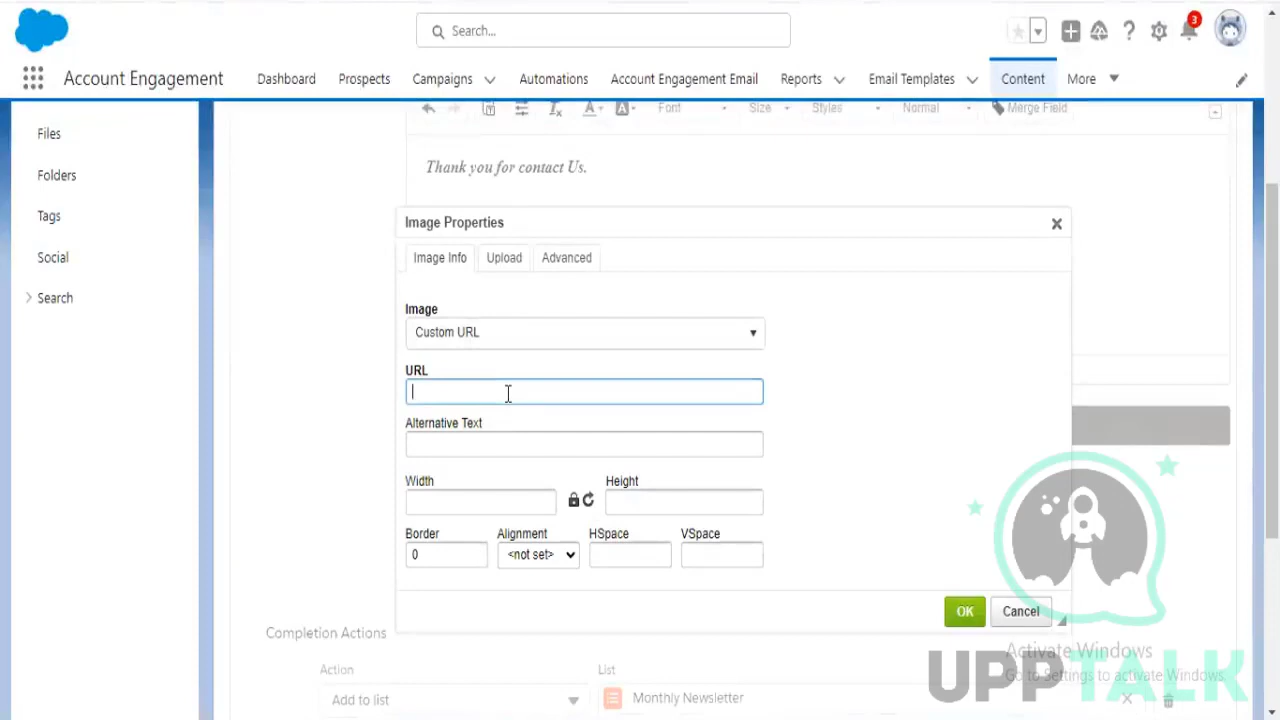 Search...
3
Account Engagement
Dashboard
Prospects
Campaigns
Automations
Account Engagement Email
Reports
Email Templates
Content
More
Files
Folders
Tags
Social
Search
Font
Size
Styles
Normal
Merge Field
Thank you for contact Us.
Image Properties
Image Info
Upload
Advanced
Image
Custom URL
URL
Alternative Text
Width
Height
Border
Alignment
HSpace
VSpace
0
<not set>
OK
Cancel
Completion Actions
Action
List
Add to list
Monthly Newsletter
Activate Windows
Go to Settings to activate Windows.
UPPTALK